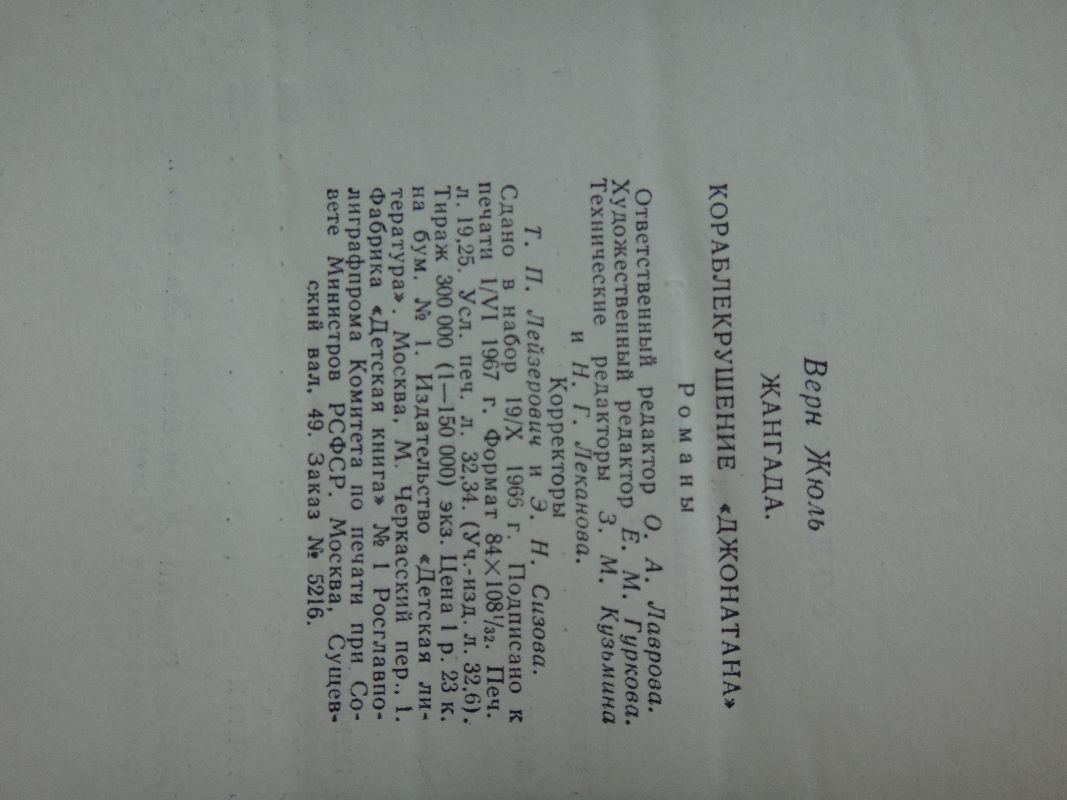 Верн Жюль
ЖАНГАДА.
КОРАБЛЕКРУШЕНИЕ «ДЖОНАТАНА»
Романы
Ответственный редактор О. А. Лаврова.
Художественный редактор Е. М. Гуркова.
Технические редакторы З. М. Кузьмина
и Н. Г. Леканова.
Корректоры
Т. П. Лейзерович и Э. Н. Сизова.
Сдано в набор 19/X 1966 г. Подписано к
печати 1/VI 1967 г. Формат 84×108¹/₃₂. Печ.
л. 19,25. Усл. печ. л. 32,34. (Уч.-изд. л. 32,6).
Тираж 300 000 (1—150 000) экз. Цена 1 р. 23 к.
на бум. № 1. Издательство «Детская ли-
тература». Москва, М. Черкасский пер., 1.
Фабрика «Детская книга» № 1 Росглавпо-
лиграфпрома Комитета по печати при Со-
вете Министров РСФСР. Москва, Сущев-
ский вал, 49. Заказ № 5216.